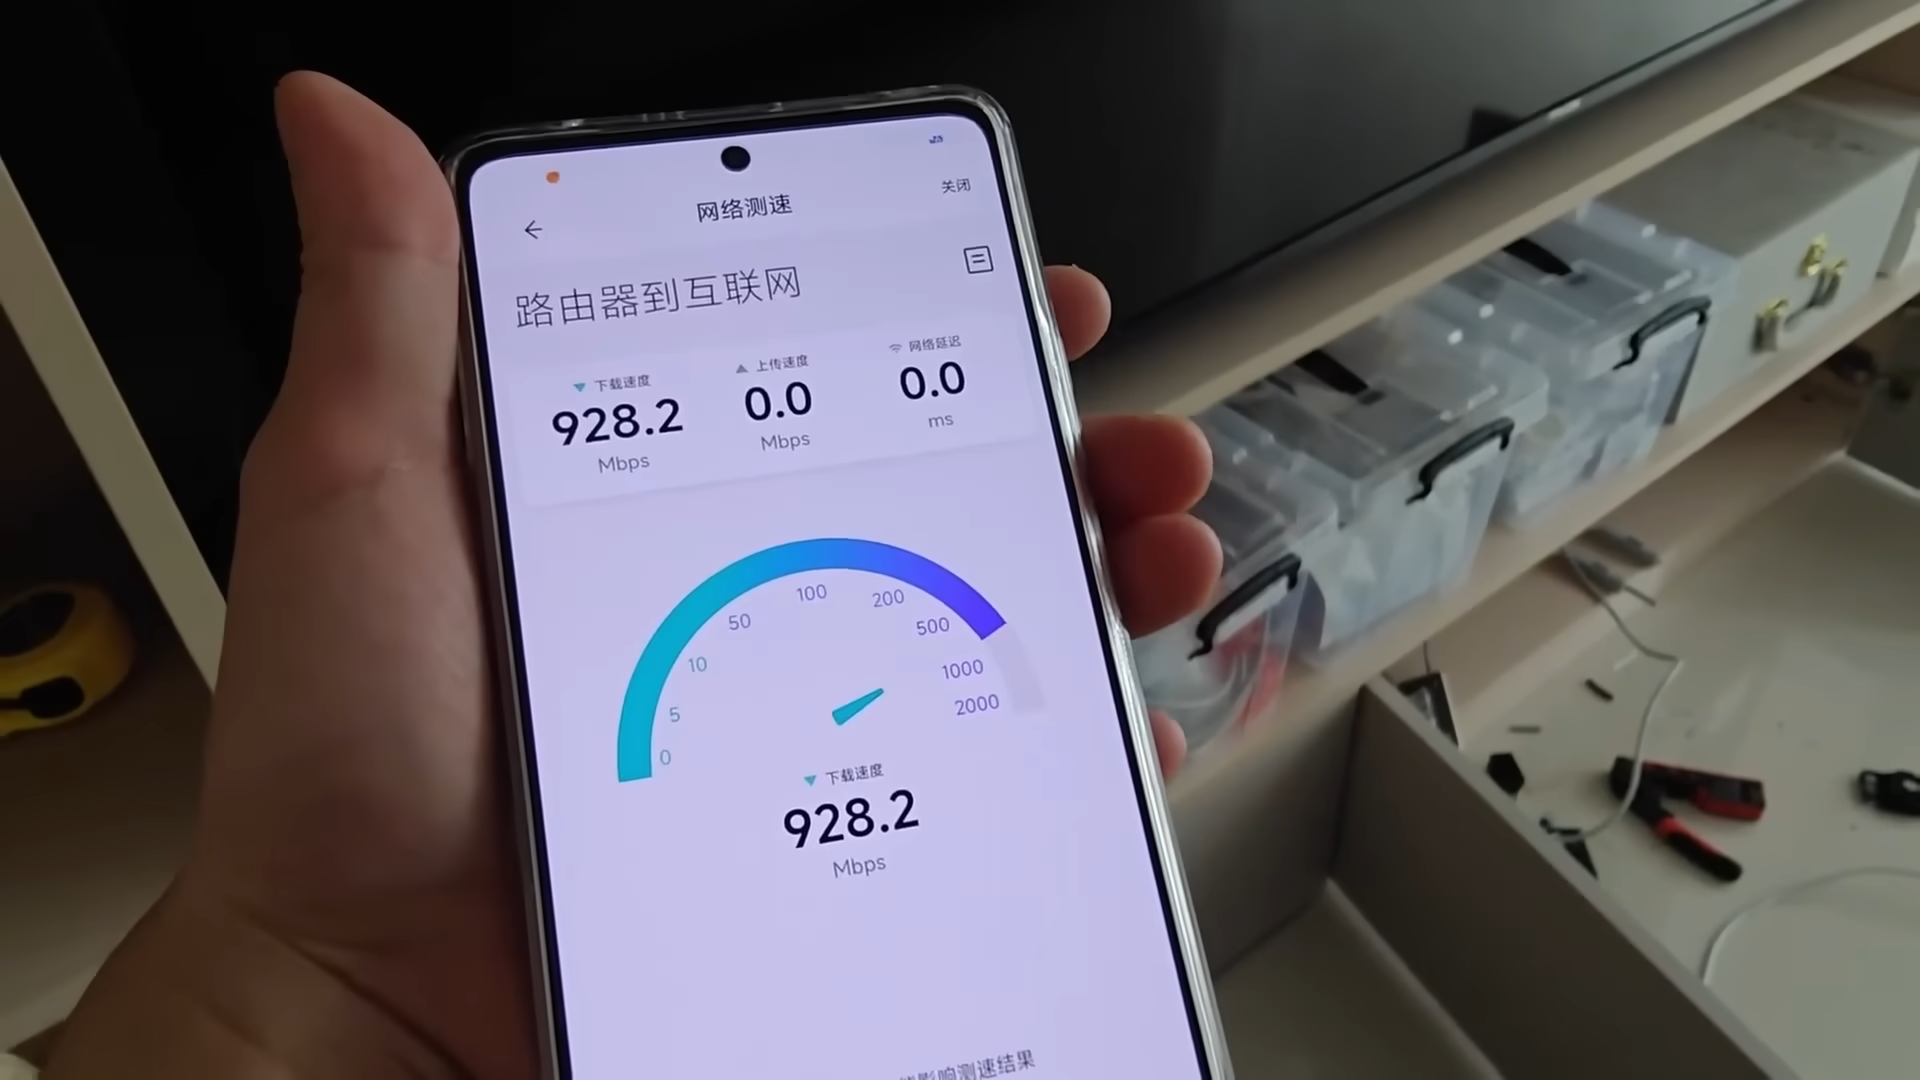 网络测速
关闭
路由器到互联网
下载速度
928.2
Mbps
上传速度
0.0
Mbps
网络延迟
0.0
ms
0
5
10
50
100
200
500
1000
2000
下载速度
928.2
Mbps
影响测速结果